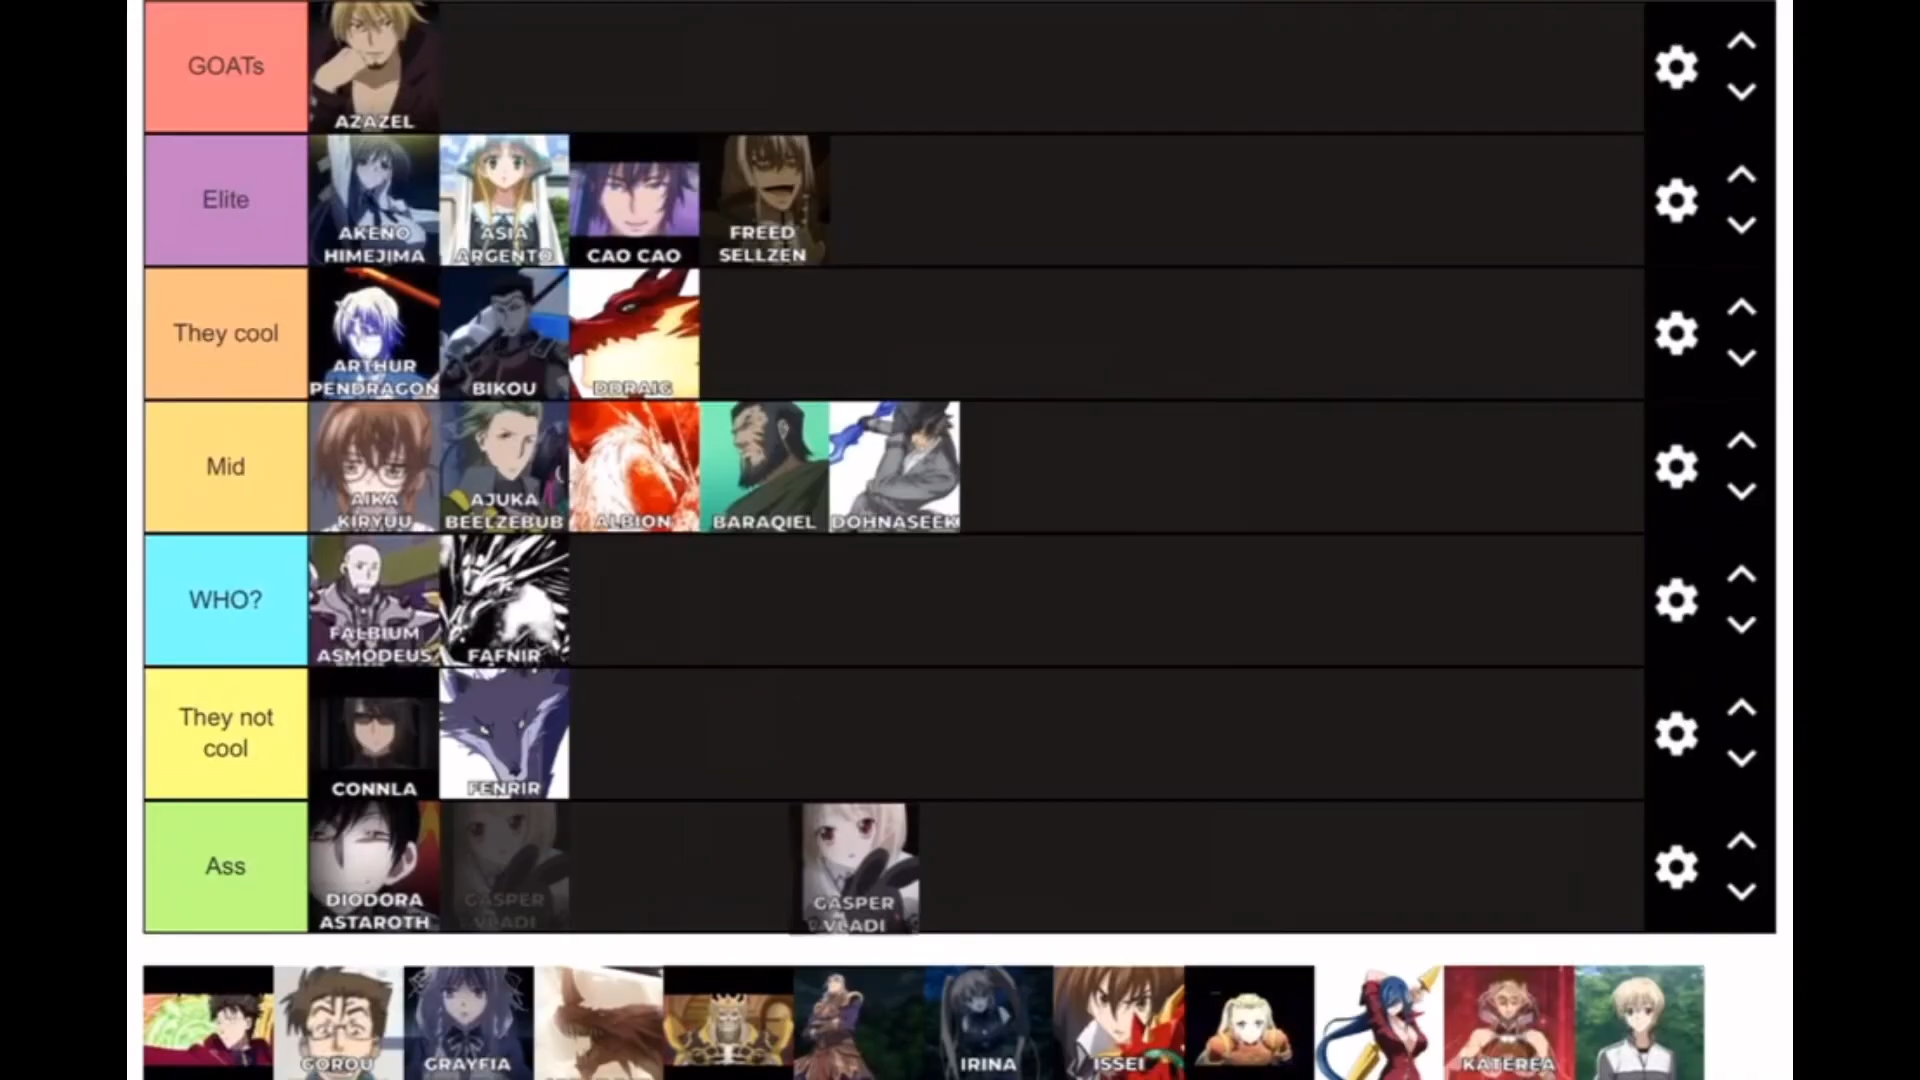 GOATs
AZAZEL
Elite
AKENO
HIMEJIMA
ASIA
ARGENTO
CAO CAO
FREED
SELLZEN
They cool
ARTHUR
PENDRAGON
BIKOU
DDRAIG
Mid
AIKA
KIRYUU
AJUKA
BEELZEBUB
ALBION
BARAQIEL
DOHNASEEK
WHO?
FALBIUM
ASMODEUS
FAFNIR
They not
cool
CONNLA
FENRIR
Ass
DIODORA
ASTAROTH
GASPER
VLADI
GASPER
VLADI
GOROU
GRAYFIA
IRINA
ISSEI
KATEREA